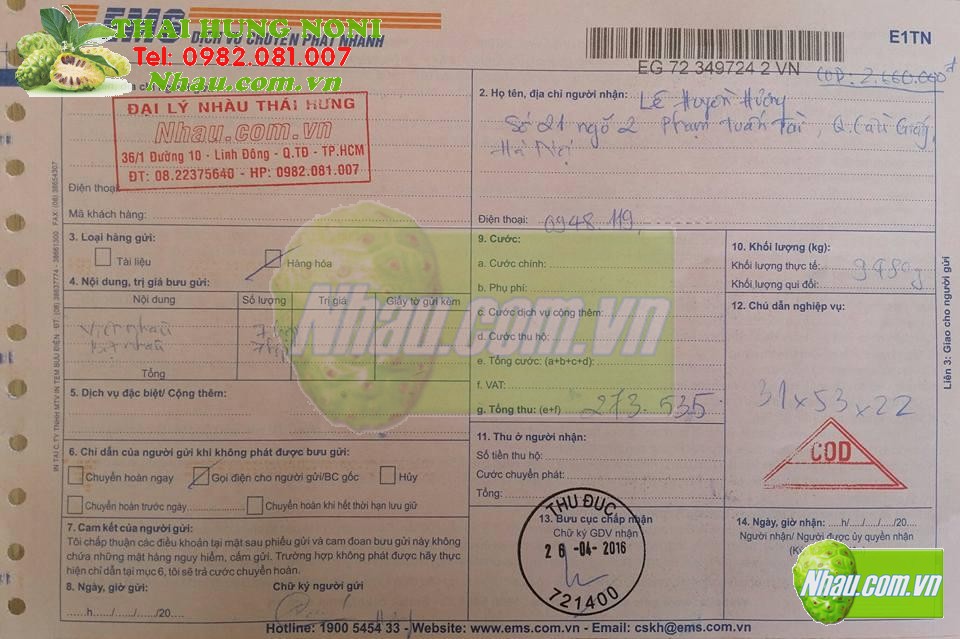 EMS
DỊCH VỤ CHUYỂN PHÁT NHANH
THAI HUNG NONI
Tel: 0982.081.007
Nhau.com.vn
E1TN
EG 72 349724 2 VN
COD: 2.660.000đ
ĐẠI LÝ NHÀU THÁI HƯNG
Nhau.com.vn
36/1 Đường 10 - Linh Đông - Q.TĐ - TP.HCM
ĐT: 08.22375640 - HP: 0982.081.007
Điện thoại
Mã khách hàng:
2. Họ tên, địa chỉ người nhận: Lê Huyền Hương
Số 21 ngõ 2 Phạm Tuấn Tài, Q. Cầu Giấy,
Hà Nội
Điện thoại: 0948 119
3. Loại hàng gửi:
Tài liệu
Hàng hóa
4. Nội dung, trị giá bưu gửi:
Nội dung Số lượng Trị giá Giấy tờ gửi kèm
Tổng
5. Dịch vụ đặc biệt/ Cộng thêm:
6. Chỉ dẫn của người gửi khi không phát được bưu gửi:
Chuyển hoàn ngay
Gọi điện cho người gửi/BC gốc
Hủy
Chuyển hoàn trước ngày
Chuyển hoàn khi hết thời hạn lưu giữ
7. Cam kết của người gửi:
Tôi chấp thuận các điều khoản tại mặt sau phiếu gửi và cam đoan bưu gửi này không
chứa những mặt hàng nguy hiểm, cấm gửi. Trường hợp không phát được hãy thực
hiện chỉ dẫn tại mục 6, tôi sẽ trả cước chuyển hoàn.
8. Ngày, giờ gửi:
Chữ ký người gửi
h / / /20
9. Cước:
a. Cước chính:
b. Phụ phí:
c. Cước dịch vụ cộng thêm:
d. Cước thu hộ:
e. Tổng cước: (a+b+c+d):
f. VAT:
g. Tổng thu: (e+f) 273.535
10. Khối lượng (kg):
Khối lượng thực tế: 9980g
Khối lượng qui đổi:
11. Thu ở người nhận:
Số tiền thu hộ:
Cước chuyển phát:
Tổng:
12. Chú dẫn nghiệp vụ:
31x53x22
COD
13. Bưu cục chấp nhận
Chữ ký GDV nhận
THU ĐUC
26 -04- 2016
721400
14. Ngày, giờ nhận: h/ / /20
Người nhận/ Người được ủy quyền nhận
Nhau.com.vn
Nhau.com.vn
Liên 3: Giao cho người gửi
Hotline: 1900 5454 33 - Website: www.ems.com.vn - Email: cskh@ems.com.vn